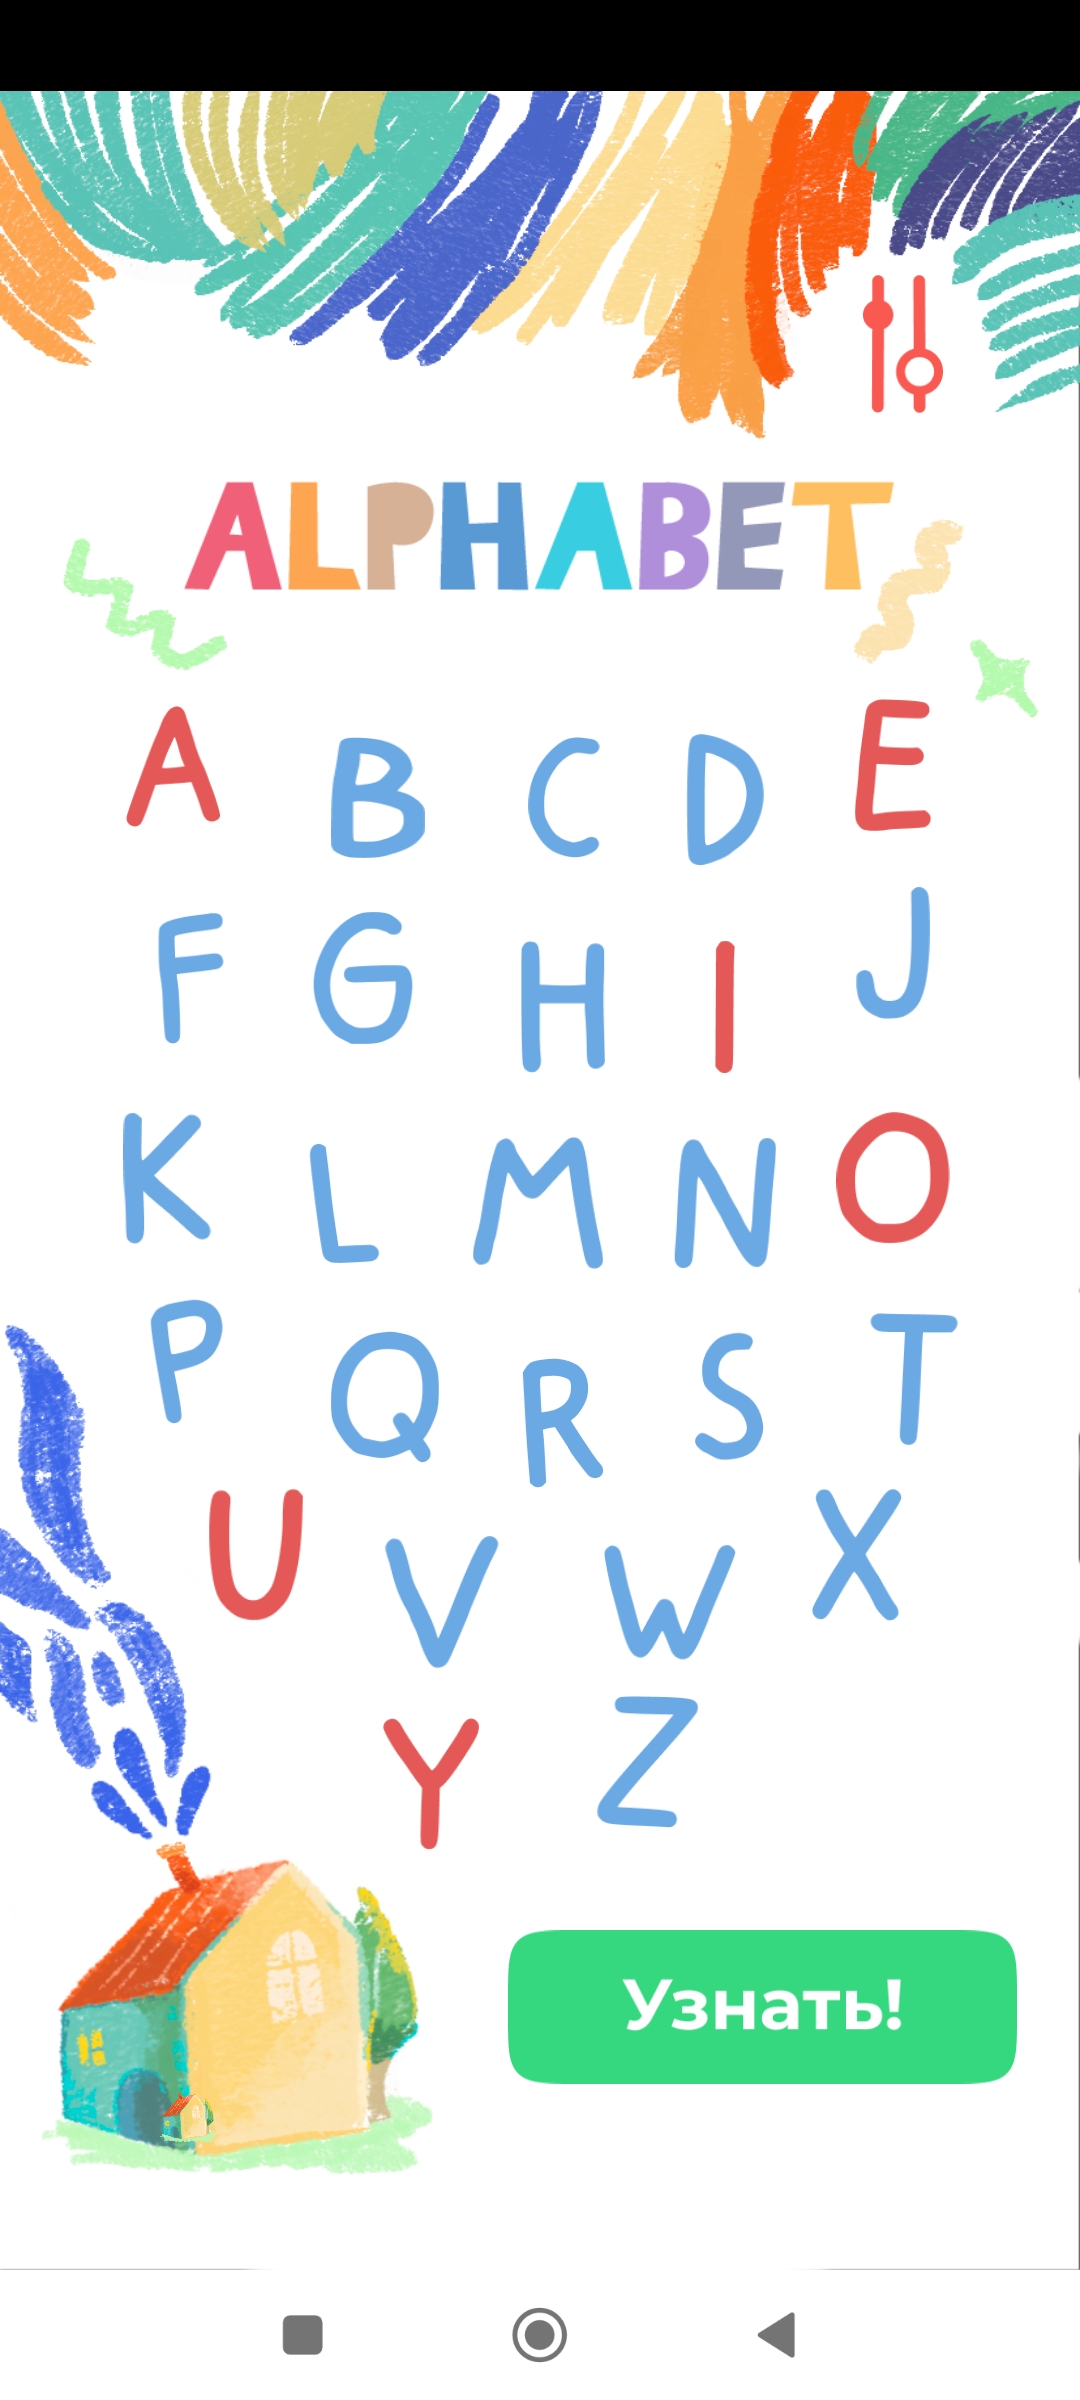 ALPHABET
A B C D E
F G H I J
K L M N O
P Q R S T
U V W X
Y Z
Узнать!